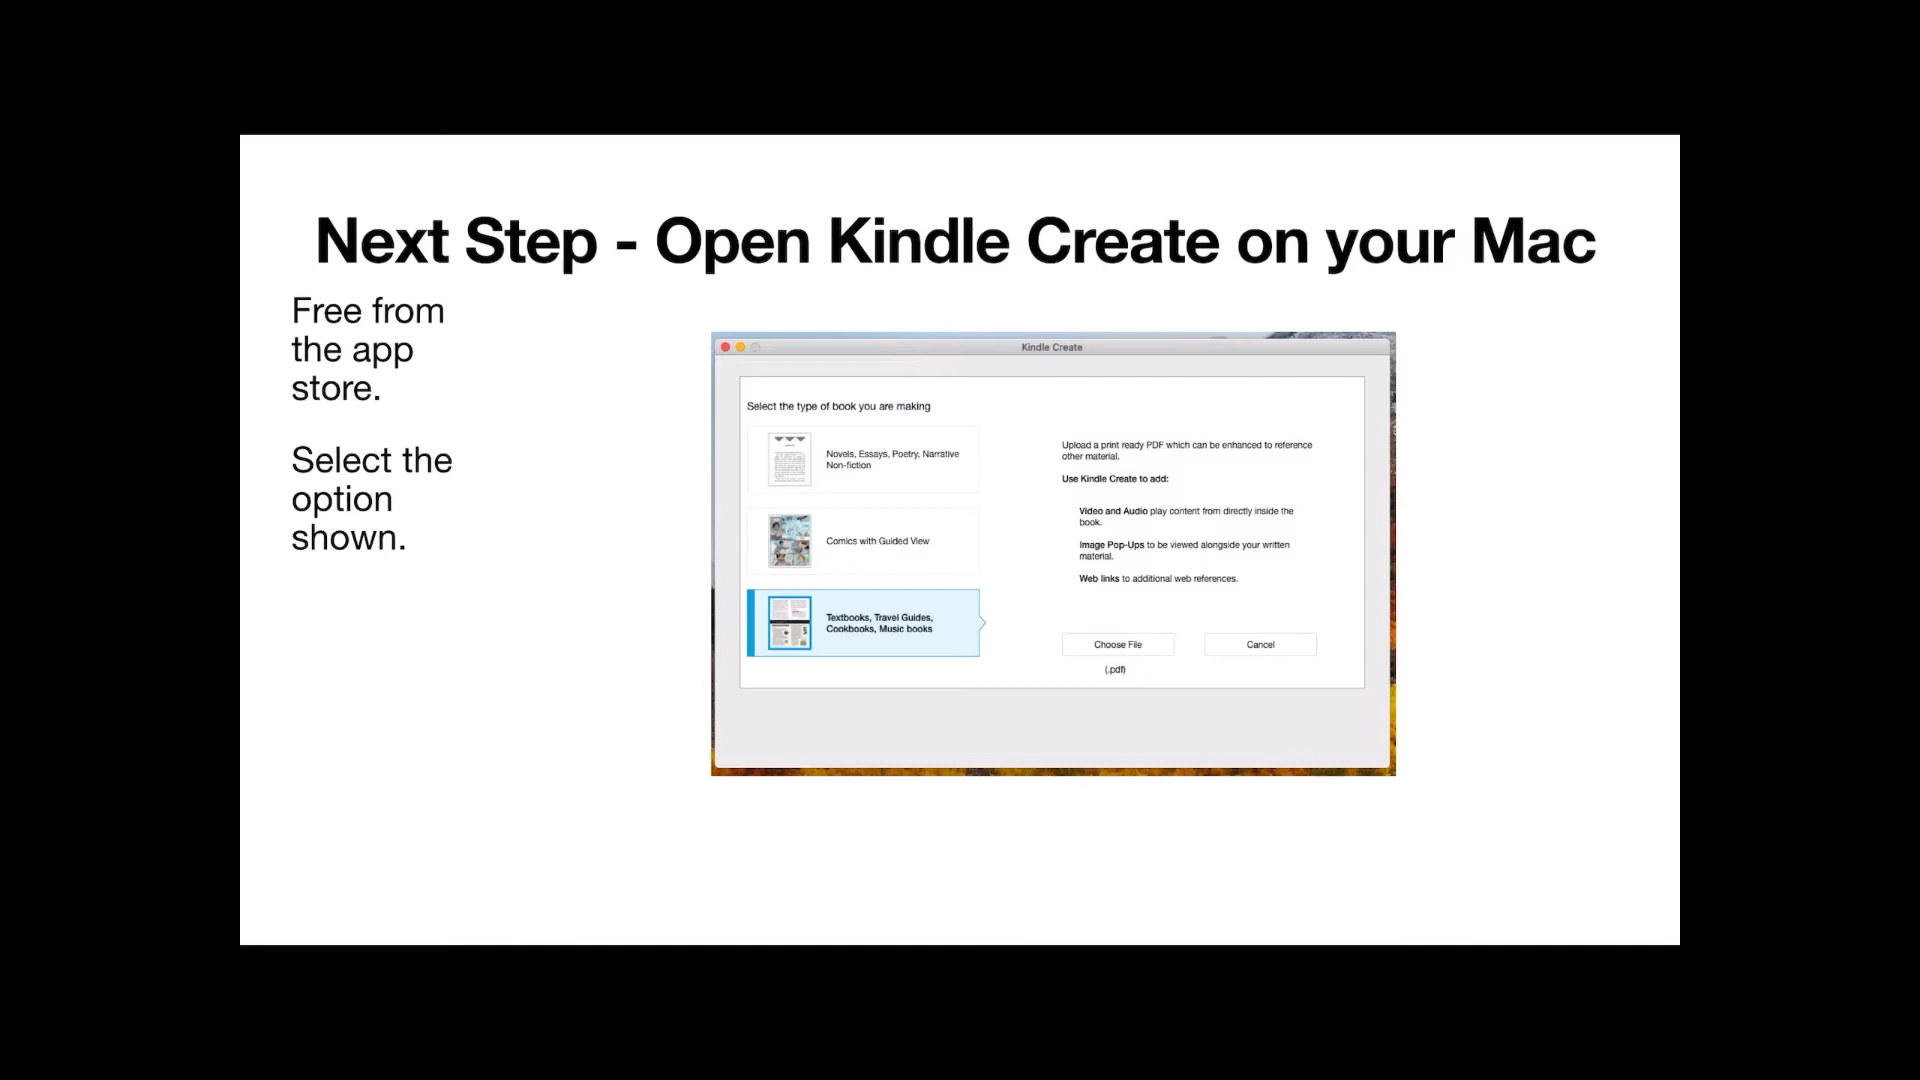 Next Step - Open Kindle Create on your Mac
Free from
the app
store.
Select the
option
shown.
Kindle Create
Select the type of book you are making
Novels, Essays, Poetry, Narrative
Non-fiction
Comics with Guided View
Textbooks, Travel Guides,
Cookbooks, Music books
Upload a print ready PDF which can be enhanced to reference
other material.
Use Kindle Create to add:
Video and Audio play content from directly inside the
book.
Image Pop-Ups to be viewed alongside your written
material.
Web links to additional web references.
Choose File
Cancel
(.pdf)